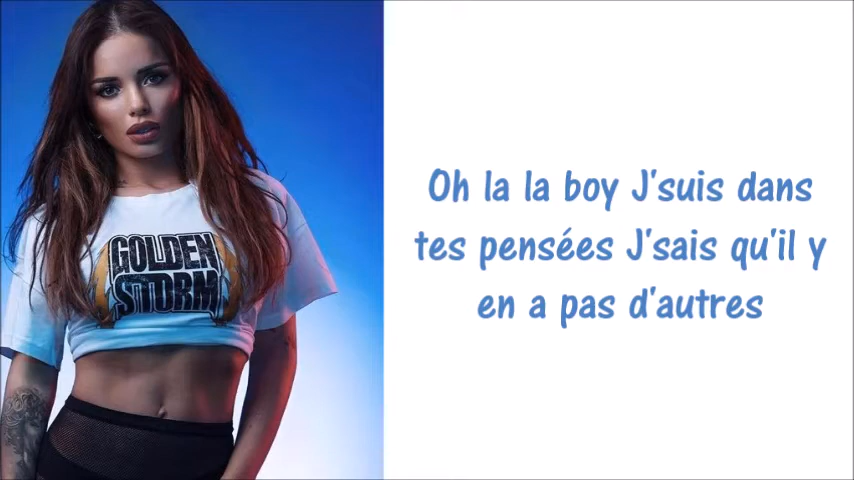 GOLDEN
STORM
Oh la la boy J'suis dans
tes pensées J'sais qu'il y
en a pas d'autres